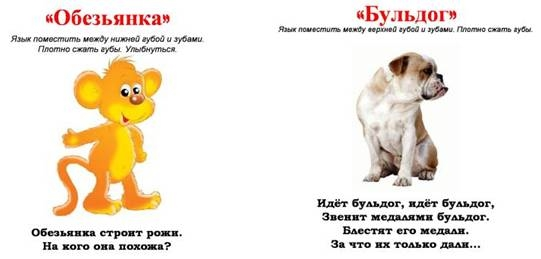 «Обезьянка»
Язык поместить между нижней губой и зубами.
Плотно сжать губы. Улыбнуться.
Обезьянка строит рожи.
На кого она похожа?
«Бульдог»
Язык поместить между верхней губой и зубами. Плотно сжать губы.
Идёт бульдог, идёт бульдог,
Звенит медалями бульдог.
Блестят его медали.
За что их только дали...